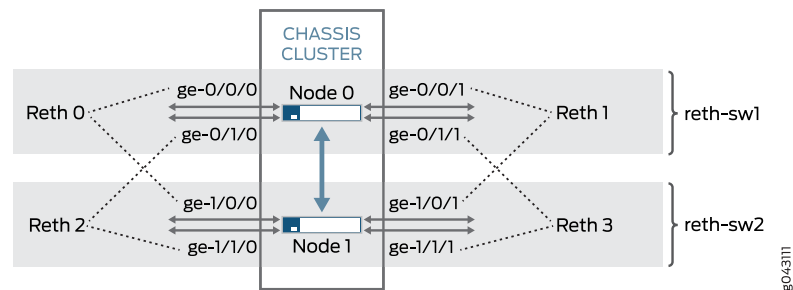 CHASSIS
CLUSTER
ge-0/0/0
Node 0
ge-0/0/1
Reth 0
Reth 1
reth-sw1
ge-0/1/0
ge-0/1/1
ge-1/0/0
ge-1/0/1
Reth 2
Reth 3
reth-sw2
ge-1/1/0
Node 1
ge-1/1/1
g043111